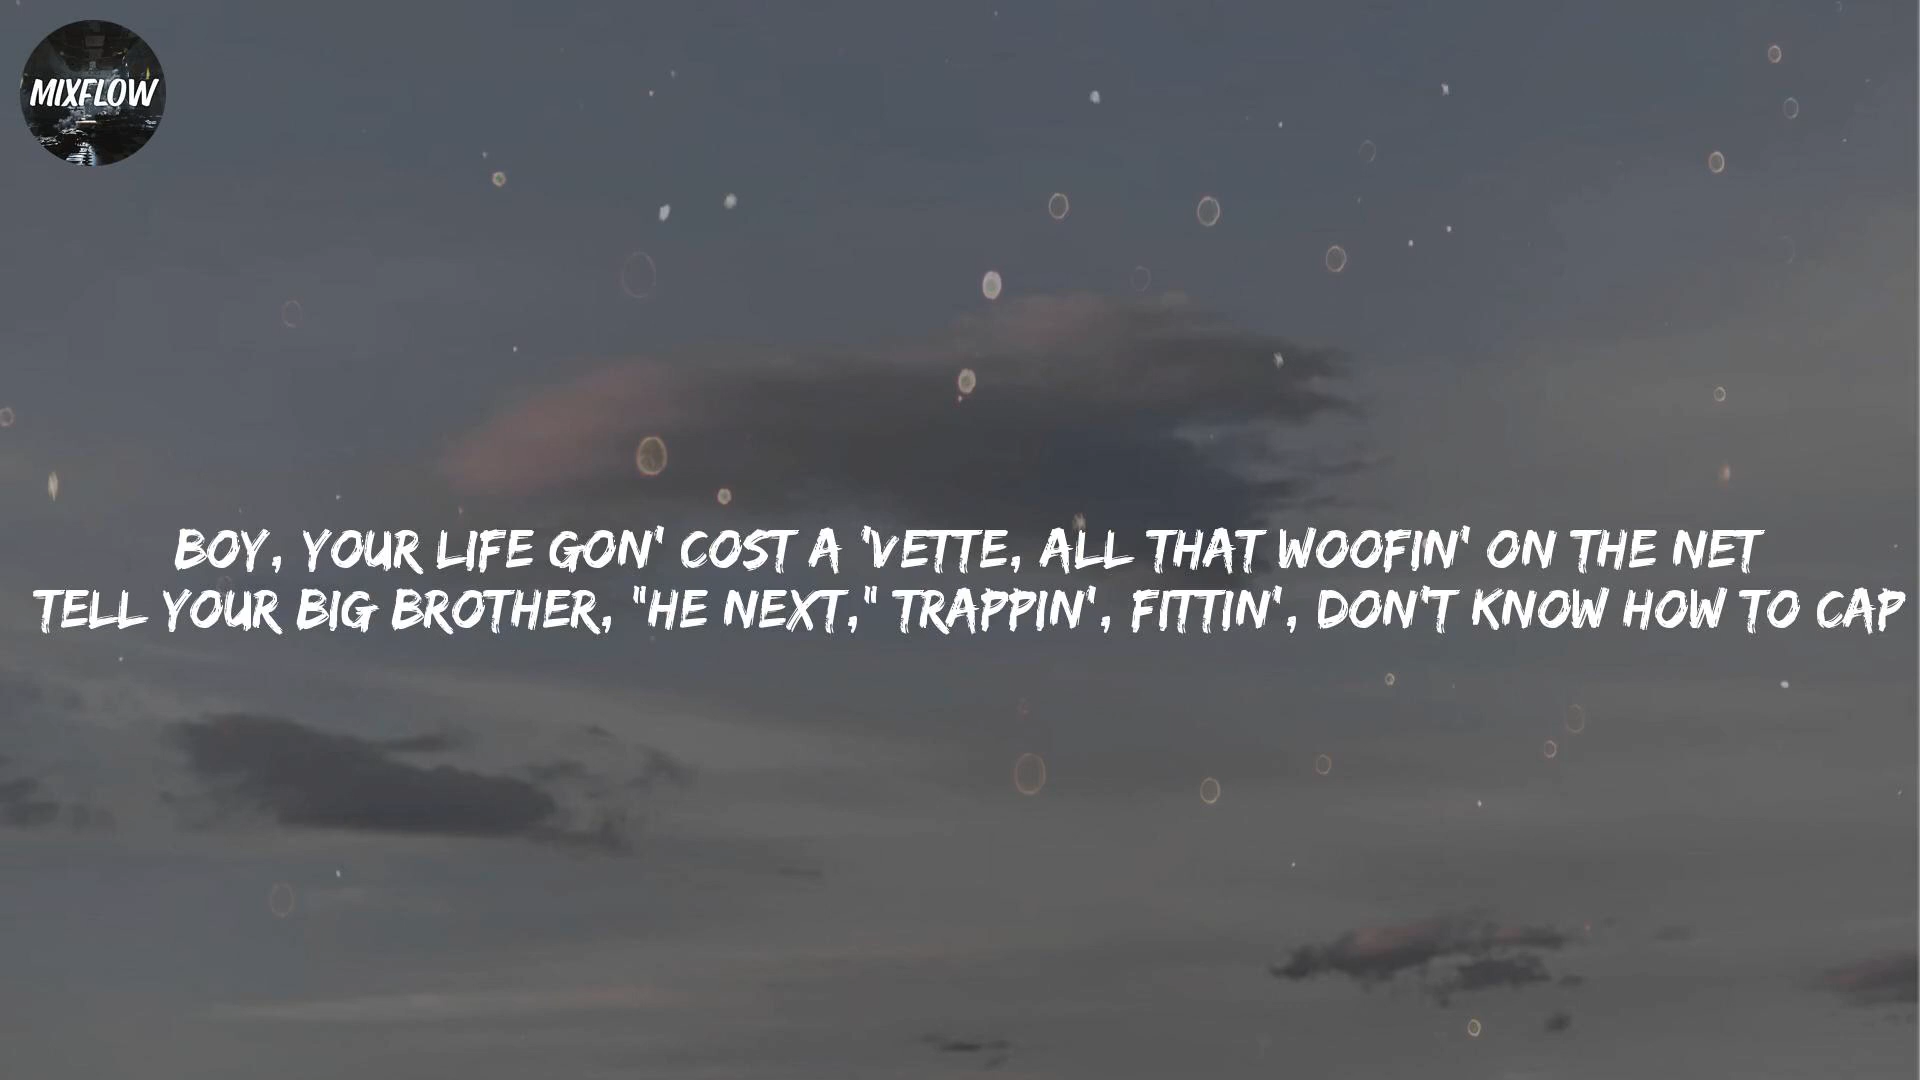 MIXFLOW
BOY, YOUR LIFE GON' COST A 'VETTE, ALL THAT WOOFIN' ON THE NET
TELL YOUR BIG BROTHER, "HE NEXT," TRAPPIN', FITTIN', DON'T KNOW HOW TO CAP